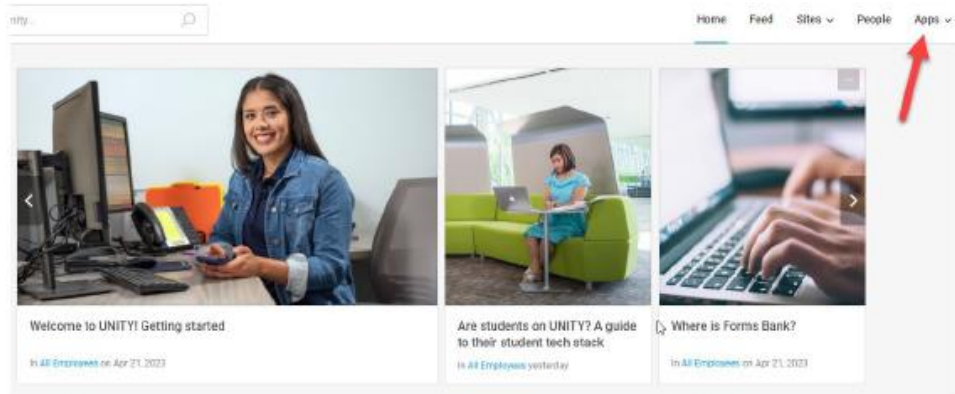 nity...
Home Feed Sites People Apps
Welcome to UNITY! Getting started
In All Employees on Apr 21, 2023
Are students on UNITY? A guide
to their student tech stack
In All Employees yesterday
Where is Forms Bank?
In All Employees on Apr 21, 2023